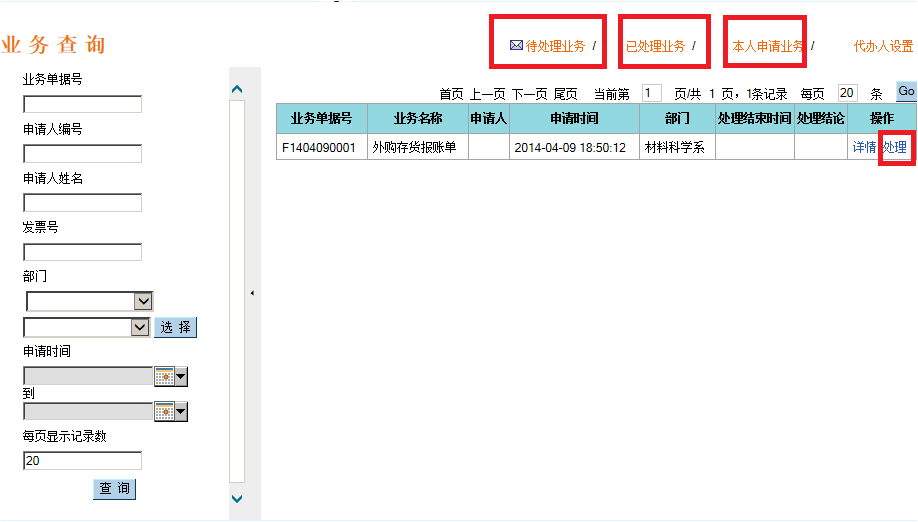 业务查询
待处理业务 / 已处理业务 / 本人申请业务 / 代办人设置
业务单据号
申请人编号
申请人姓名
发票号
部门
选 择
申请时间
到
每页显示记录数
20
查 询
首页 上一页 下一页 尾页 当前第 1 页/共 1 页，1条记录 每页 20 条 Go
业务单据号 业务名称 申请人 申请时间 部门 处理结束时间 处理结论 操作
F1404090001 外购存货报账单 2014-04-09 18:50:12 材料科学系 详情 处理